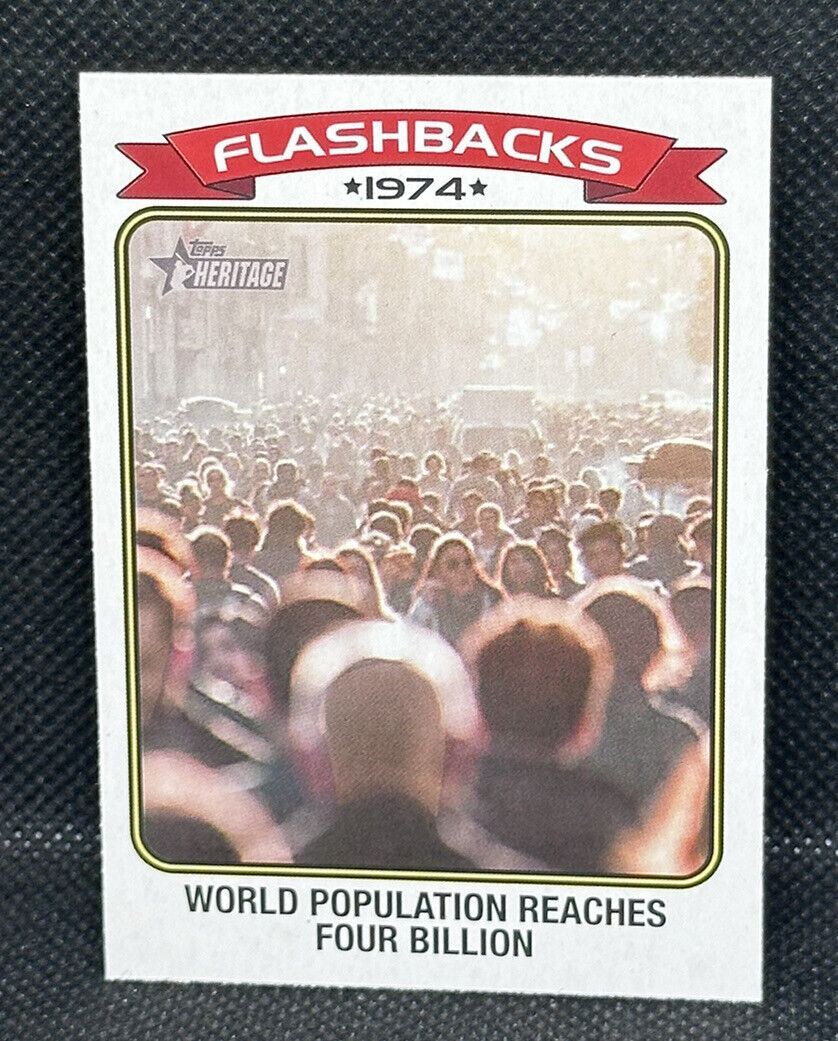 FLASHBACKS
★1974★
topps
HERITAGE
WORLD POPULATION REACHES
FOUR BILLION